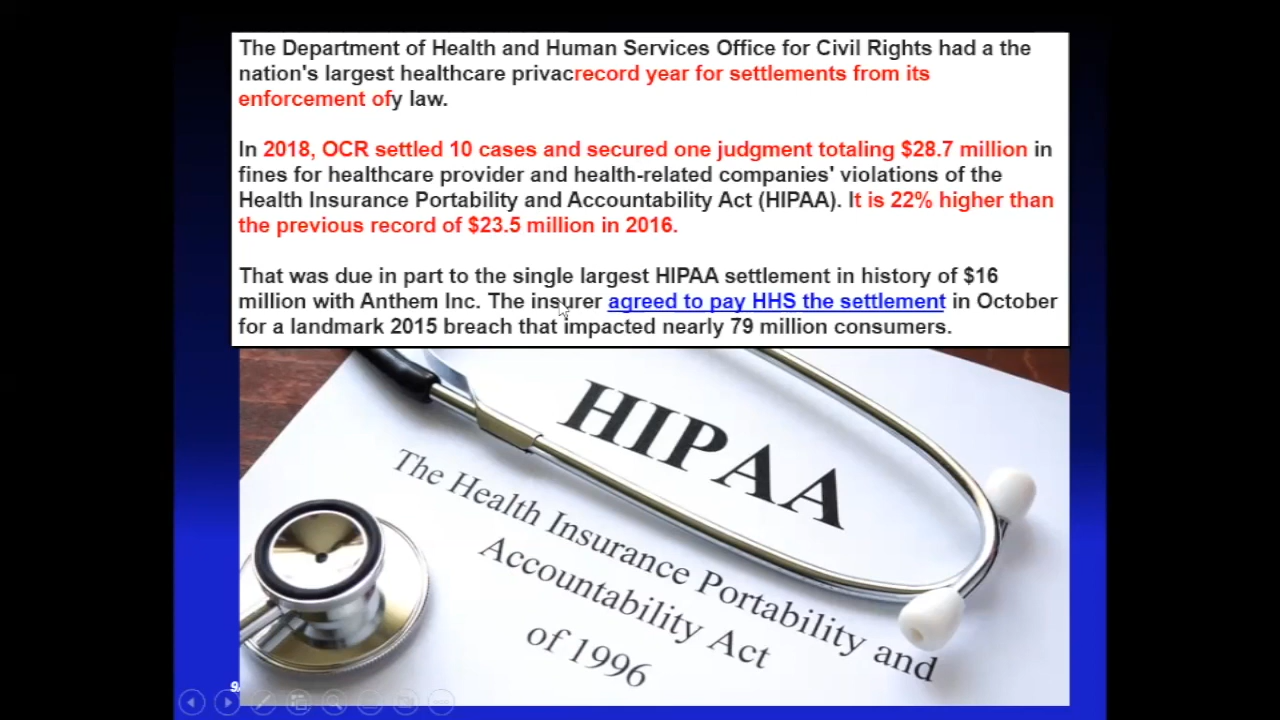 The Department of Health and Human Services Office for Civil Rights had a the
nation's largest healthcare privacrecord year for settlements from its
enforcement ofy law.
In 2018, OCR settled 10 cases and secured one judgment totaling $28.7 million in
fines for healthcare provider and health-related companies' violations of the
Health Insurance Portability and Accountability Act (HIPAA). It is 22% higher than
the previous record of $23.5 million in 2016.
That was due in part to the single largest HIPAA settlement in history of $16
million with Anthem Inc. The insurer agreed to pay HHS the settlement in October
for a landmark 2015 breach that impacted nearly 79 million consumers.
HIPAA
The Health Insurance Portability and
Accountability Act
of 1996